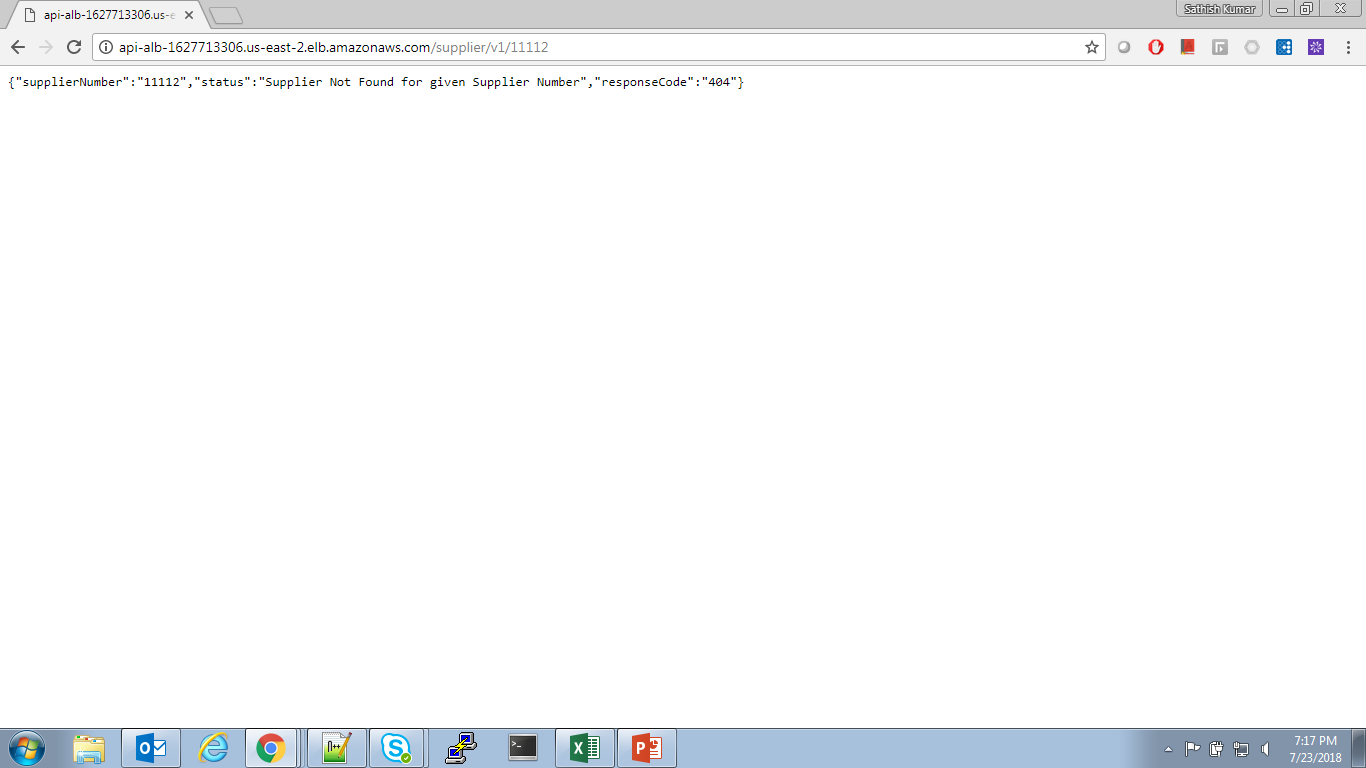 api-alb-1627713306.us-e
Sathish Kumar
api-alb-1627713306.us-east-2.elb.amazonaws.com/supplier/v1/11112
{"supplierNumber":"11112","status":"Supplier Not Found for given Supplier Number","responseCode":"404"}
7:17 PM
7/23/2018